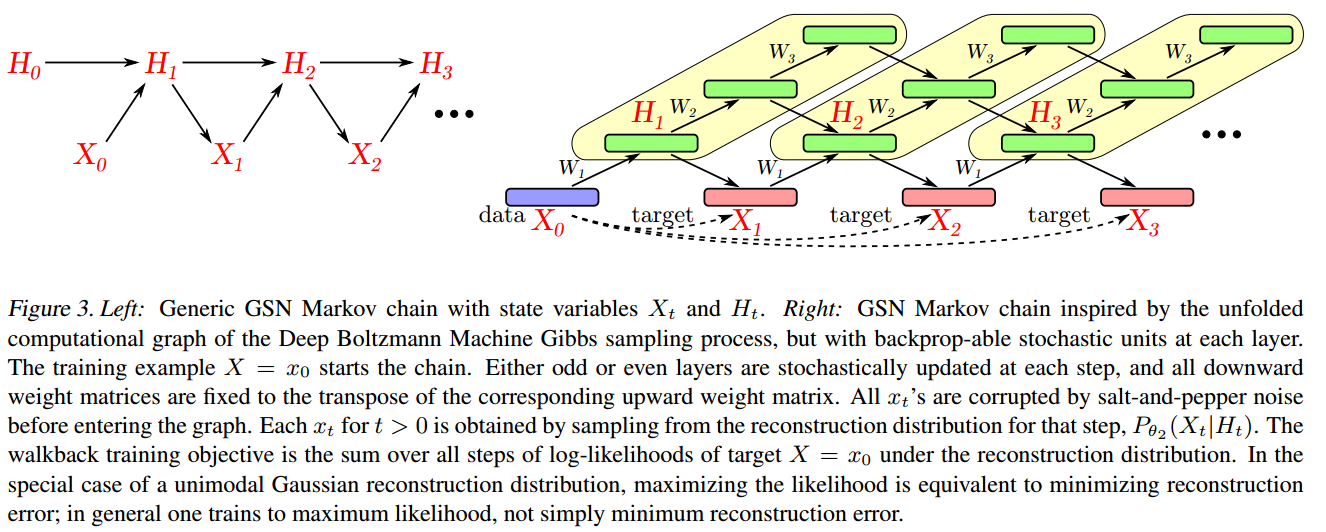 H₀ H₁ H₂ H₃
X₀ X₁ X₂
W₃ W₃ W₃
H₁ W₂ H₂ W₂ H₃ W₂
W₁ W₁ W₁
data X₀ target X₁ target X₂ target X₃
Figure 3. Left: Generic GSN Markov chain with state variables Xₜ and Hₜ. Right: GSN Markov chain inspired by the unfolded
computational graph of the Deep Boltzmann Machine Gibbs sampling process, but with backprop-able stochastic units at each layer.
The training example X = x₀ starts the chain. Either odd or even layers are stochastically updated at each step, and all downward
weight matrices are fixed to the transpose of the corresponding upward weight matrix. All xₜ's are corrupted by salt-and-pepper noise
before entering the graph. Each xₜ for t > 0 is obtained by sampling from the reconstruction distribution for that step, P_θ₂(Xₜ|Hₜ). The
walkback training objective is the sum over all steps of log-likelihoods of target X = x₀ under the reconstruction distribution. In the
special case of a unimodal Gaussian reconstruction distribution, maximizing the likelihood is equivalent to minimizing reconstruction
error; in general one trains to maximum likelihood, not simply minimum reconstruction error.